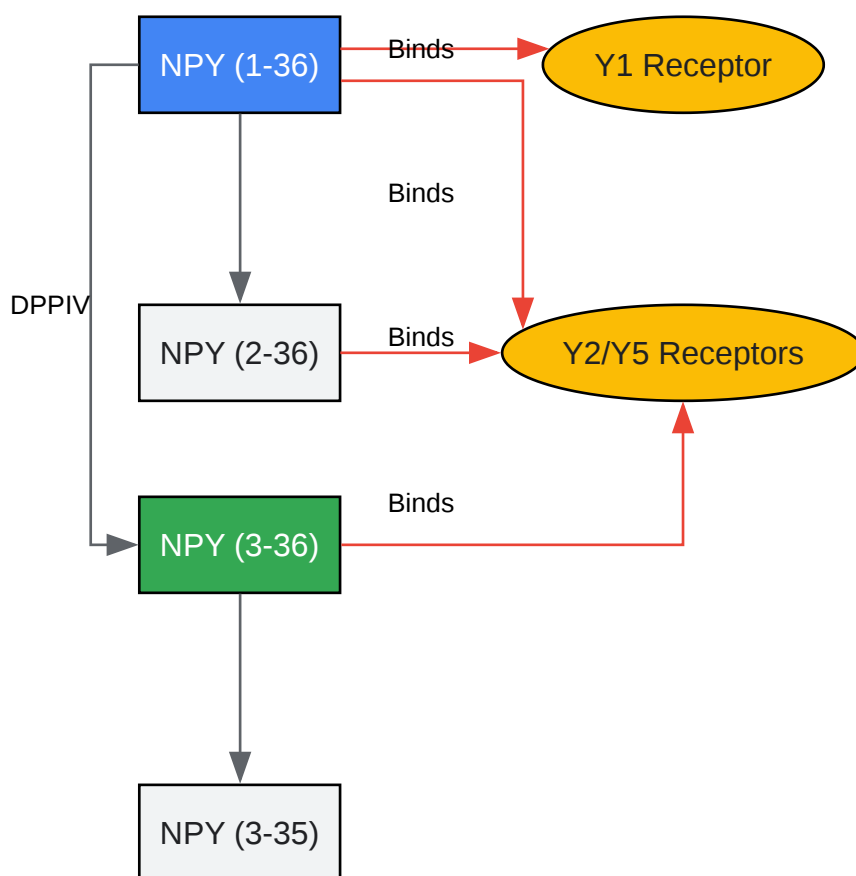 NPY (1-36)
Binds
Y1 Receptor
Binds
DPPIV
NPY (2-36)
Binds
Y2/Y5 Receptors
Binds
NPY (3-36)
NPY (3-35)